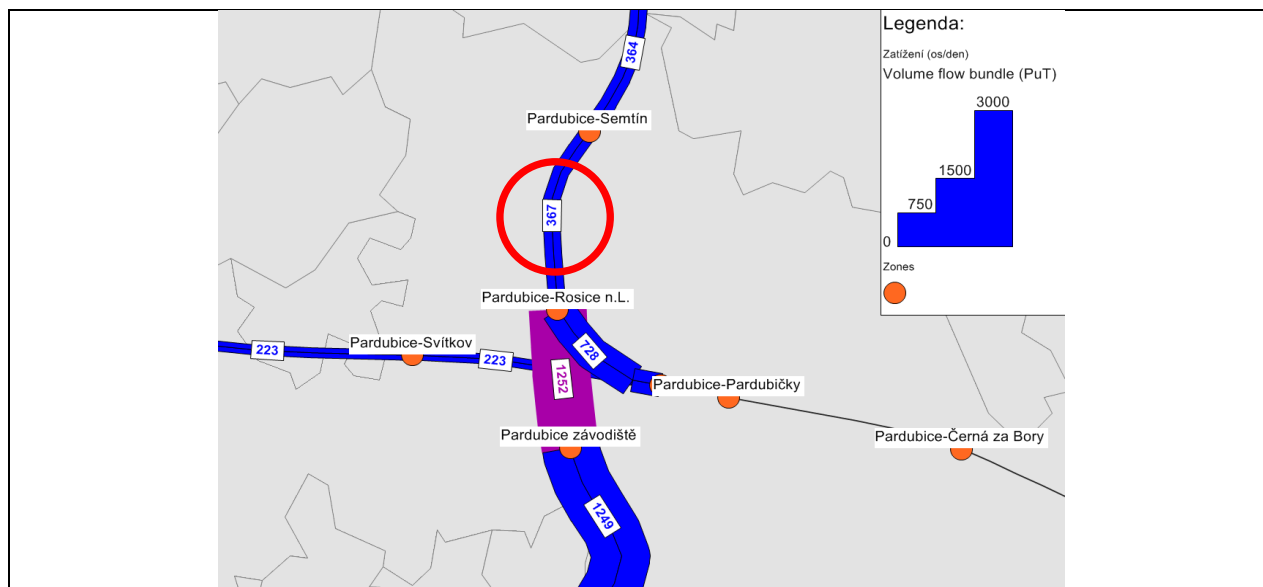 Legenda:
Zatížení (os/den)
Volume flow bundle (PuT)
3000
1500
750
0
Zones
364
Pardubice-Semtín
367
Pardubice-Rosice n.L.
Pardubice-Svítkov
223
223
728
1252
Pardubice-Pardubičky
Pardubice závodiště
Pardubice-Černá za Bory
1249